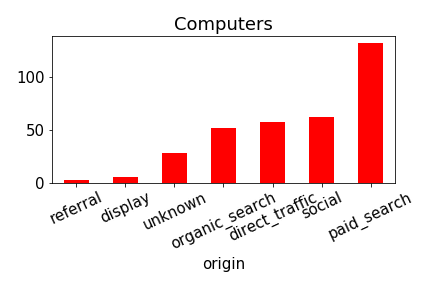 Computers
100
50
0
referral
display
unknown
organic_search
direct_traffic
social
paid_search
origin